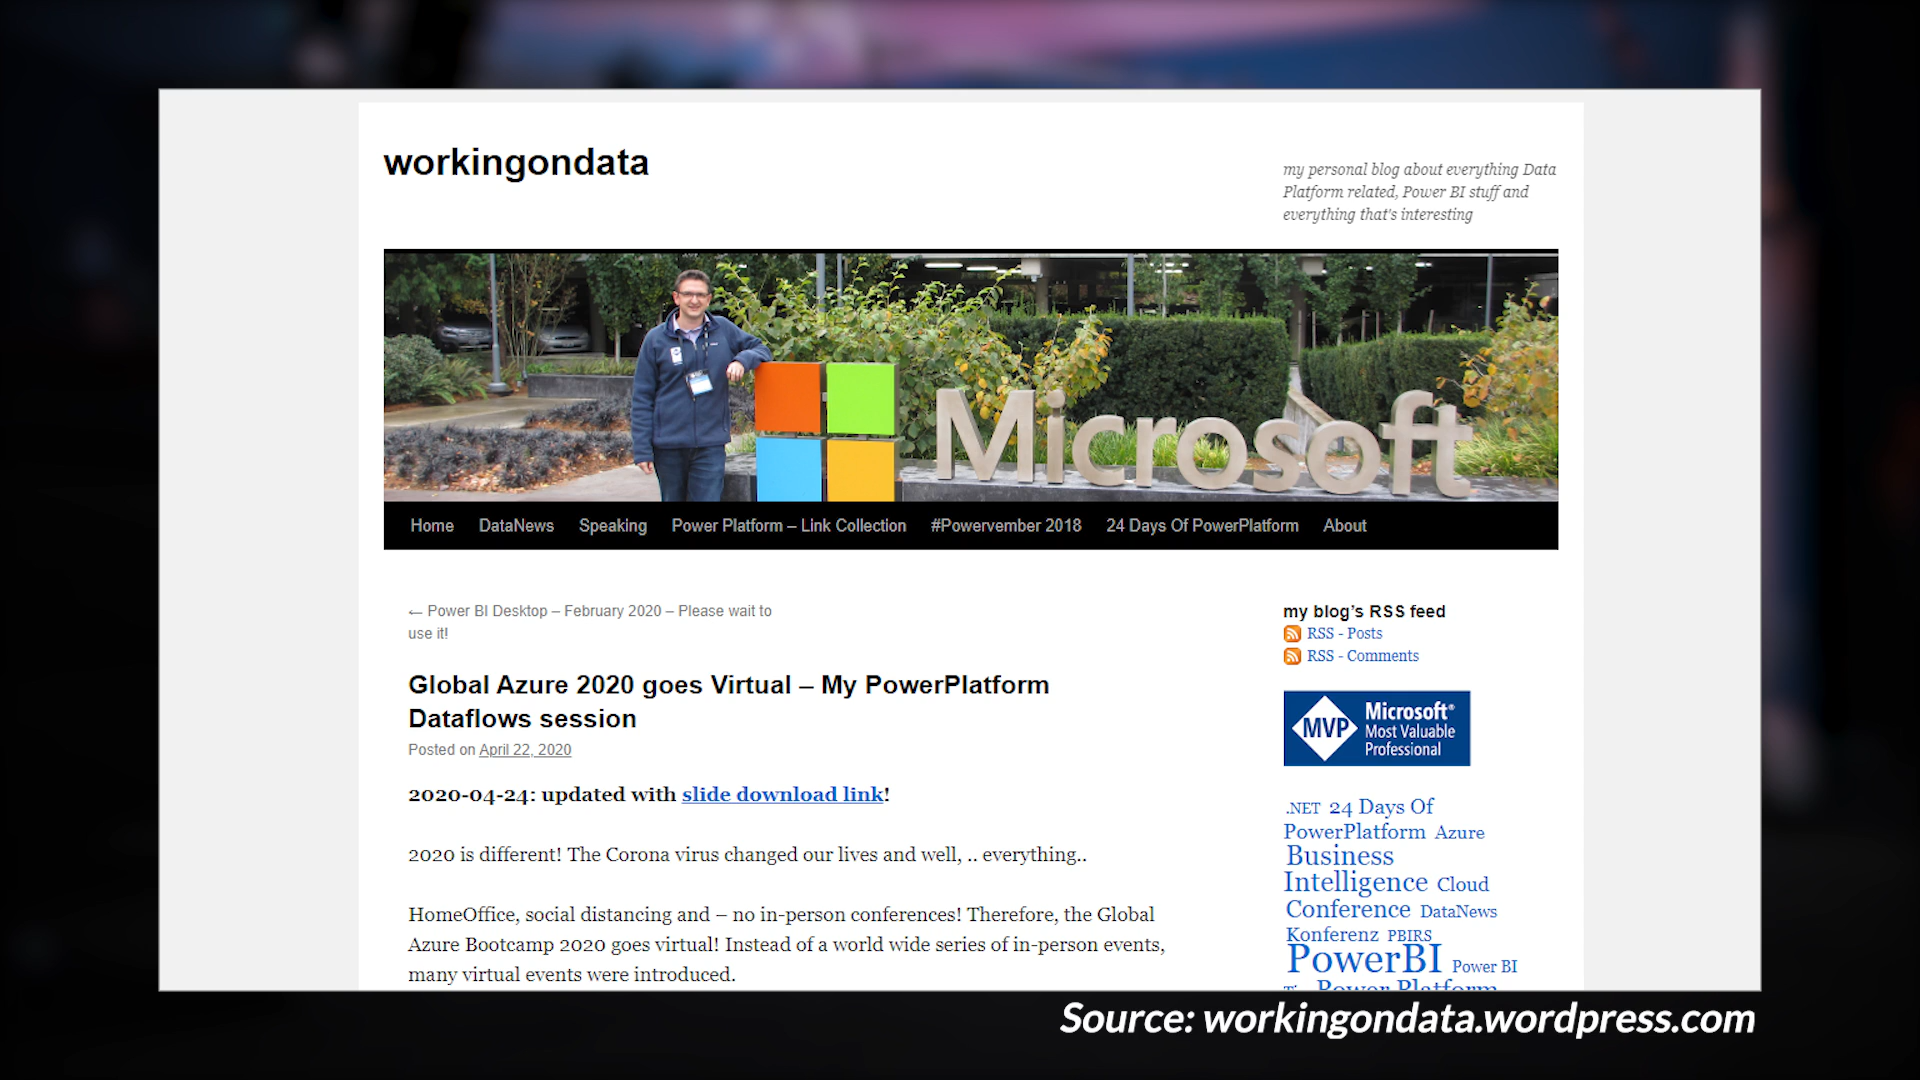 workingondata
my personal blog about everything Data
Platform related, Power BI stuff and
everything that's interesting
Microsoft
Home DataNews Speaking Power Platform – Link Collection #Powervember 2018 24 Days Of PowerPlatform About
← Power BI Desktop – February 2020 – Please wait to
use it!
Global Azure 2020 goes Virtual – My PowerPlatform
Dataflows session
Posted on April 22, 2020
2020-04-24: updated with slide download link!
2020 is different! The Corona virus changed our lives and well, .. everything..
HomeOffice, social distancing and – no in-person conferences! Therefore, the Global
Azure Bootcamp 2020 goes virtual! Instead of a world wide series of in-person events,
many virtual events were introduced.
my blog's RSS feed
RSS - Posts
RSS - Comments
MVP Microsoft®
Most Valuable
Professional
.NET 24 Days Of
PowerPlatform Azure
Business
Intelligence Cloud
Conference DataNews
Konferenz PBIRS
PowerBI Power BI
Power Platform
Source: workingondata.wordpress.com